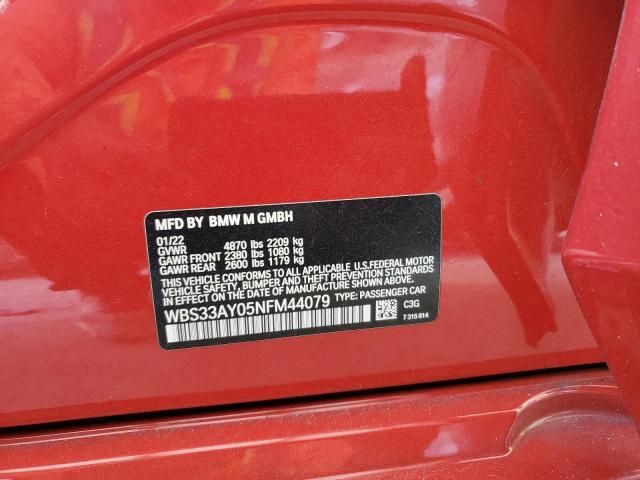 MFD BY BMW M GMBH
01/22
GVWR 4870 lbs 2209 kg
GAWR FRONT 2380 lbs 1080 kg
GAWR REAR 2600 lbs 1179 kg
THIS VEHICLE CONFORMS TO ALL APPLICABLE U.S.FEDERAL MOTOR
VEHICLE SAFETY, BUMPER AND THEFT PREVENTION STANDARDS
IN EFFECT ON THE DATE OF MANUFACTURE SHOWN ABOVE.
WBS33AY05NFM44079 TYPE: PASSENGER CAR
C3G
7 315 614